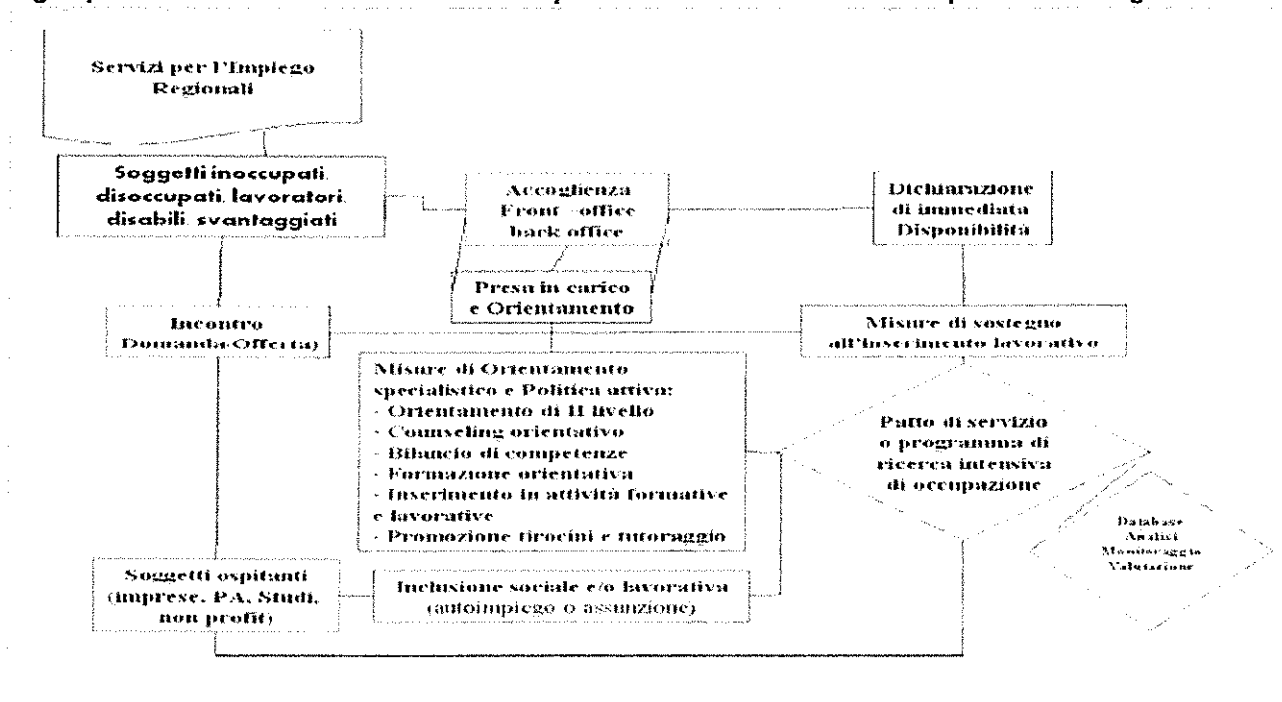 Servizi per l'Impiego
Regionali
Soggetti inoccupati,
disoccupati, lavoratori,
disabili, svantaggiati
Accoglienza
Front -office
back office
Dichiarazione
di immediata
Disponibilità
Presa in carico
e Orientamento
Incontro
Domanda-Offerta)
Misure di sostegno
all'inserimento lavorativo
Misure di Orientamento
specialistico e Politica attiva:
- Orientamento di II livello
- Counseling orientativo
- Bilancio di competenze
- Formazione orientativa
- Inserimento in attività formative
e lavorative
- Promozione tirocini e tutoraggio
Patto di servizio
o programma di
ricerca intensiva
di occupazione
Database
Analisi
Monitoraggio
Valutazione
Soggetti ospitanti
(imprese, PA, Studi,
non profit)
Inclusione sociale e/o lavorativa
(autoimpiego o assunzione)